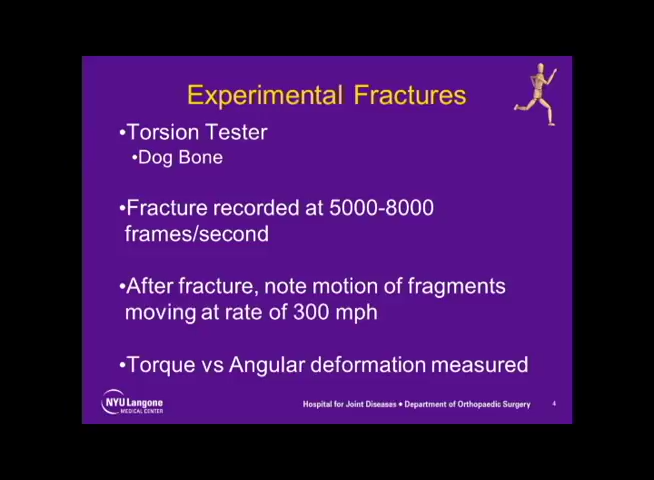 Experimental Fractures
•Torsion Tester
•Dog Bone
•Fracture recorded at 5000-8000
frames/second
•After fracture, note motion of fragments
moving at rate of 300 mph
•Torque vs Angular deformation measured
NYU Langone
MEDICAL CENTER
Hospital for Joint Diseases • Department of Orthopaedic Surgery
4